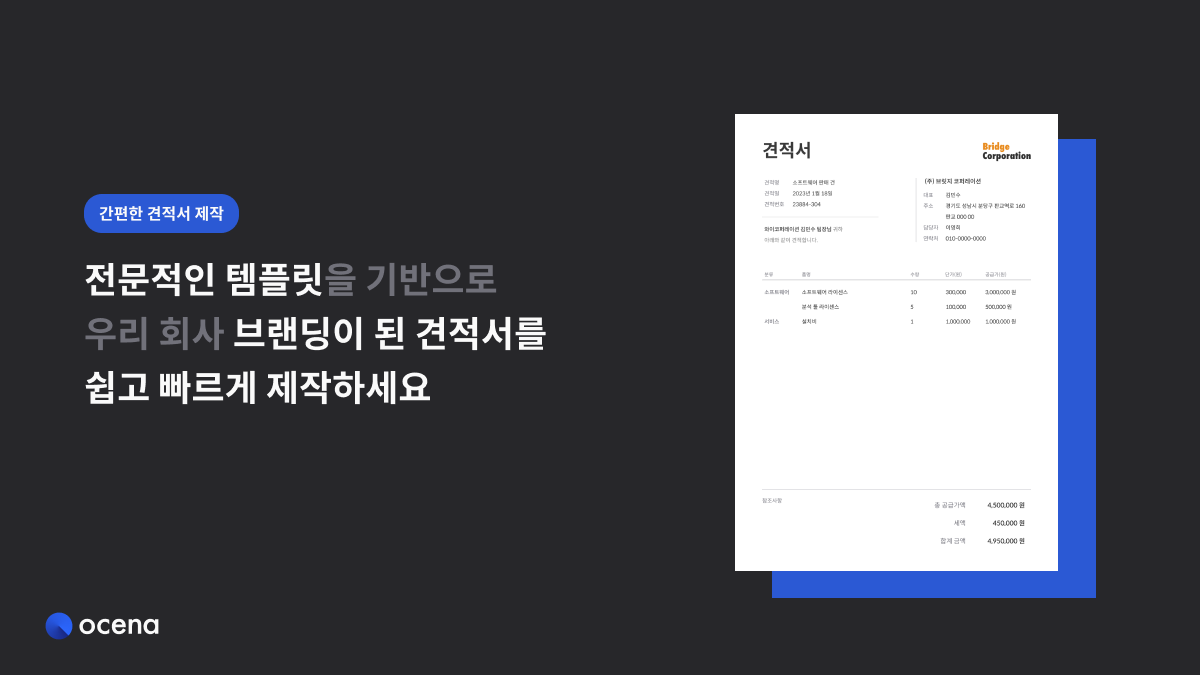 간편한 견적서 제작
전문적인 템플릿을 기반으로
우리 회사 브랜딩이 된 견적서를
쉽고 빠르게 제작하세요
ocena
견적서
Bridge
Corporation
견적명 소프트웨어 판매 건
견적일 2023년 1월 18일
견적번호 23884-304
와이코퍼레이션 김민수 팀장님 귀하
아래와 같이 견적합니다.
(주) 브릿지 코퍼레이션
대표 김민수
주소 경기도 성남시 분당구 판교역로 160
판교 000 00
담당자 이영희
연락처 010-0000-0000
분류 품명 수량 단가(원) 공급가(원)
소프트웨어 소프트웨어 라이센스 10 300,000 3,000,000 원
분석 툴 라이센스 5 100,000 500,000 원
서비스 설치비 1 1,000,000 1,000,000 원
참조사항
총 공급가액 4,500,000 원
세액 450,000 원
합계 금액 4,950,000 원